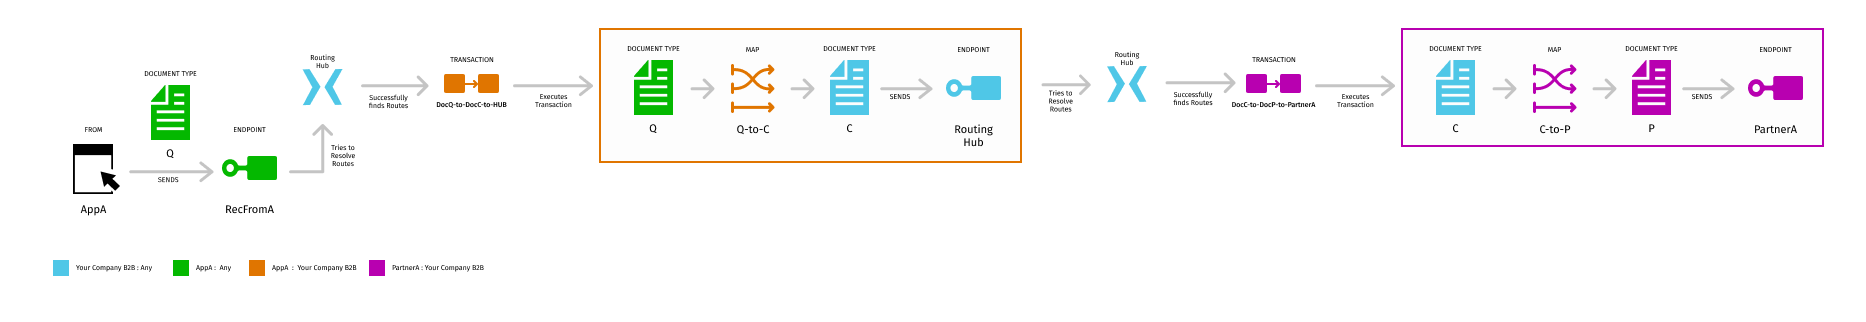 FROM
AppA
DOCUMENT TYPE
Q
SENDS
ENDPOINT
RecFromA
Tries to
Resolve
Routes
Routing
Hub
Successfully
finds Routes
TRANSACTION
DocQ-to-DocC-to-HUB
Executes
Transaction
DOCUMENT TYPE
Q
MAP
Q-to-C
DOCUMENT TYPE
C
SENDS
ENDPOINT
Routing
Hub
Tries to
Resolve
Routes
Routing
Hub
Successfully
finds Routes
TRANSACTION
DocC-to-DocP-to-PartnerA
Executes
Transaction
DOCUMENT TYPE
C
MAP
C-to-P
DOCUMENT TYPE
P
SENDS
ENDPOINT
PartnerA
Your Company B2B : Any
AppA : Any
AppA : Your Company B2B
PartnerA : Your Company B2B